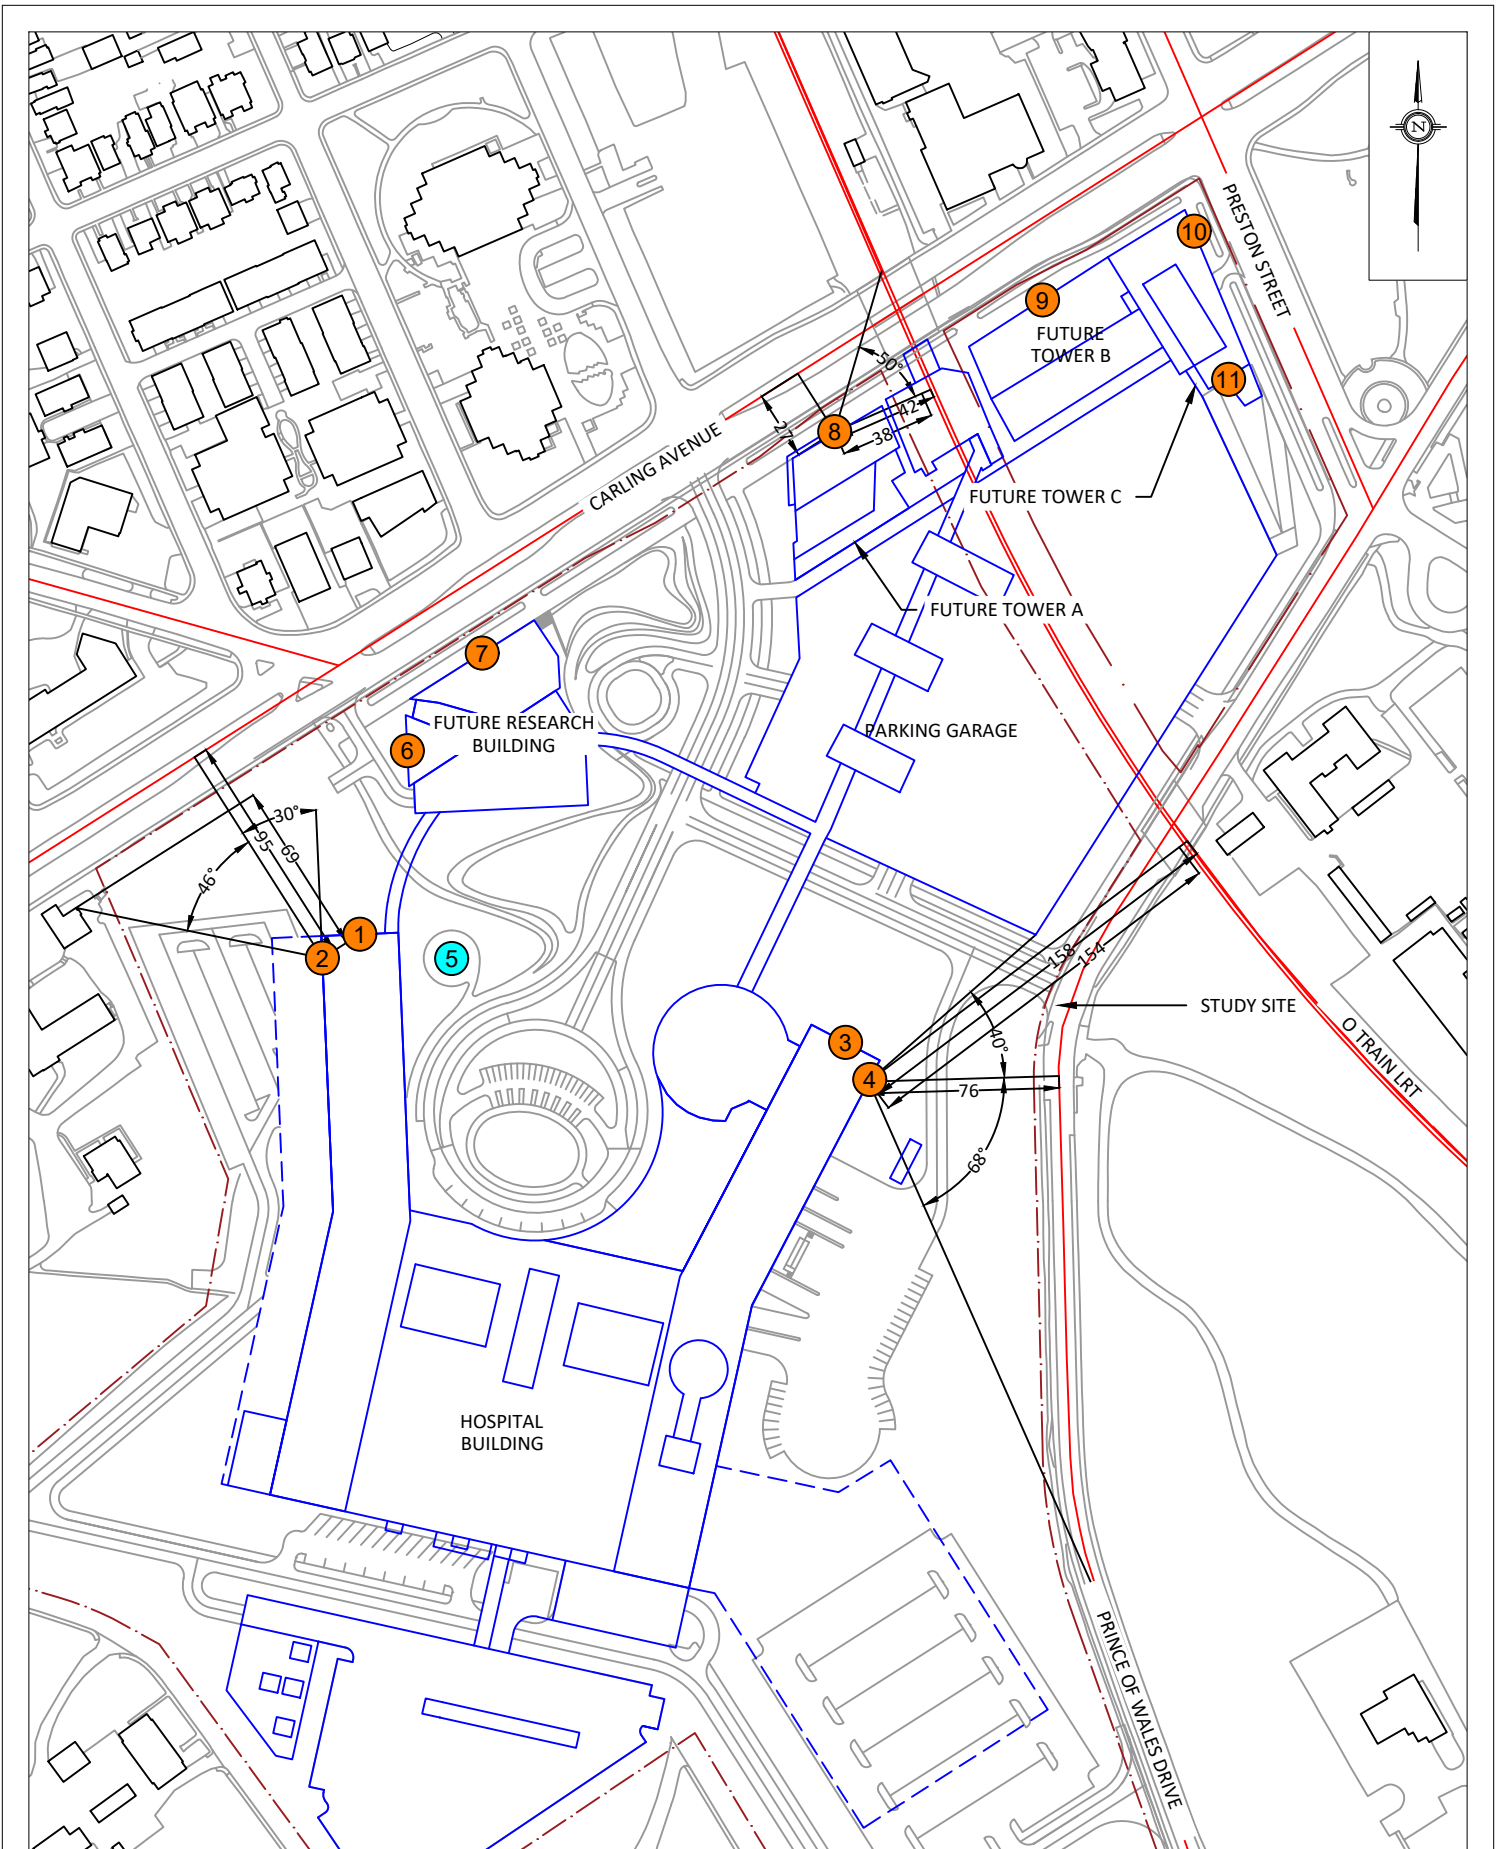 N
PRESTON STREET
10
9
FUTURE
TOWER B
50°
11
42
8
38
27
CARLING AVENUE
FUTURE TOWER C
FUTURE TOWER A
7
FUTURE RESEARCH
BUILDING
6
PARKING GARAGE
30°
95
69
46°
1
2
5
158
154
STUDY SITE
3
40°
O TRAIN LRT
4
76
68°
HOSPITAL
BUILDING
PRINCE OF WALES DRIVE